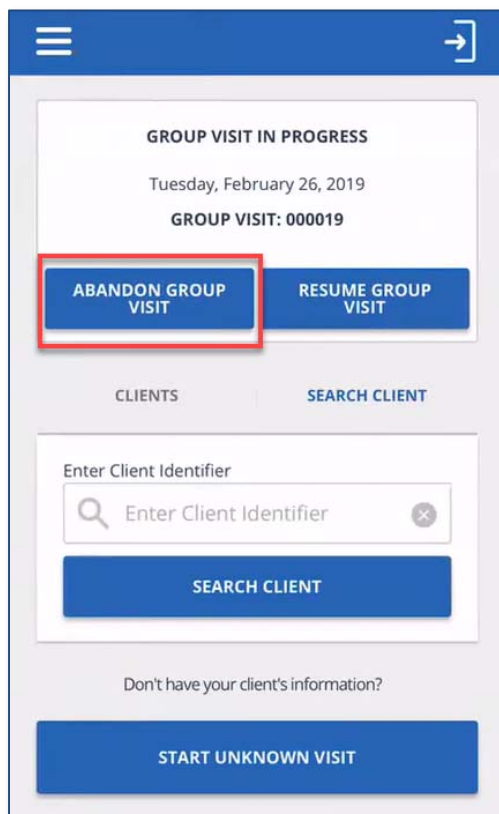 GROUP VISIT IN PROGRESS
Tuesday, February 26, 2019
GROUP VISIT: 000019
ABANDON GROUP
VISIT
RESUME GROUP
VISIT
CLIENTS
SEARCH CLIENT
Enter Client Identifier
Enter Client Identifier
SEARCH CLIENT
Don't have your client's information?
START UNKNOWN VISIT